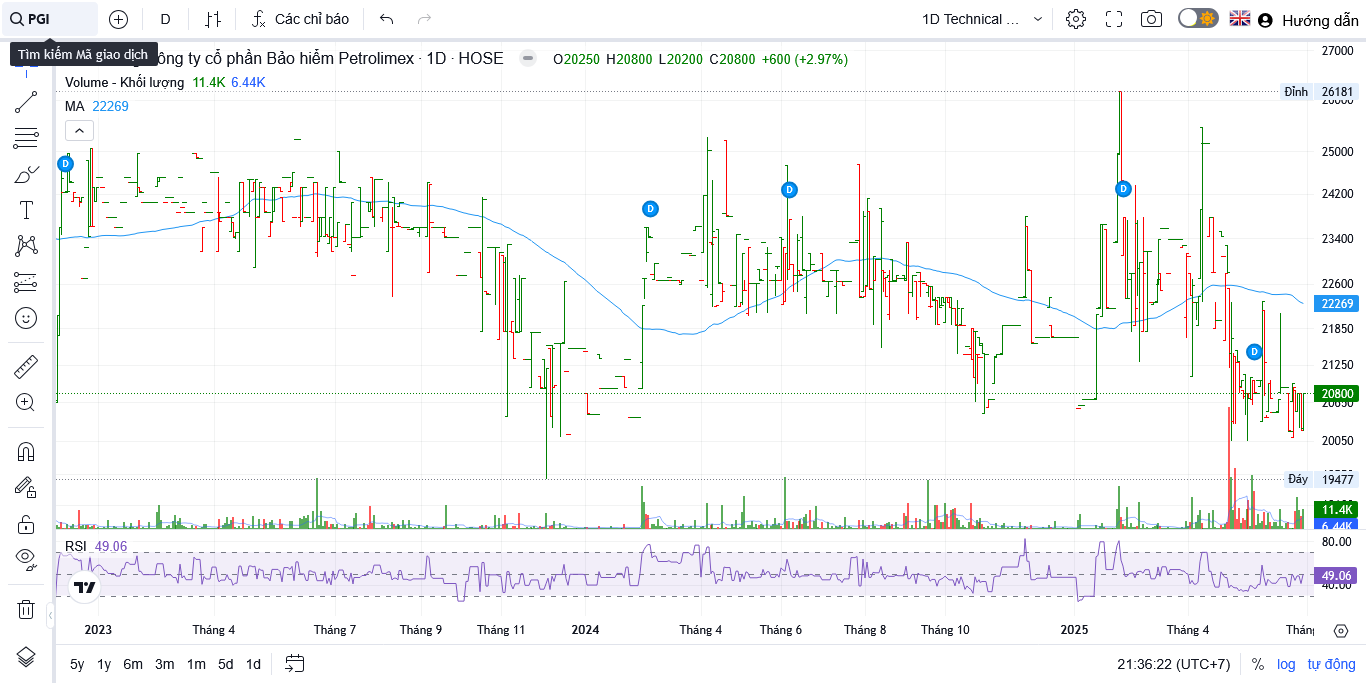 PGI D Các chỉ báo 1D Technical ... Hướng dẫn
Tìm kiếm Mã giao dịch
ông ty cổ phần Bảo hiểm Petrolimex · 1D · HOSE O20250 H20800 L20200 C20800 +600 (+2.97%)
Volume - Khối lượng 11.4K 6.44K
MA 22269
27000
Đỉnh 26181
26000
25000
24200
23400
22600
22269
21850
21250
20800
20650
20050
Đáy 19477
11.4K
6.44K
D
D
D
D
D
RSI 49.06
80.00
49.06
40.00
2023 Tháng 4 Tháng 7 Tháng 9 Tháng 11 2024 Tháng 4 Tháng 6 Tháng 8 Tháng 10 2025 Tháng 4 Thán
5y 1y 6m 3m 1m 5d 1d 21:36:22 (UTC+7) % log tự động